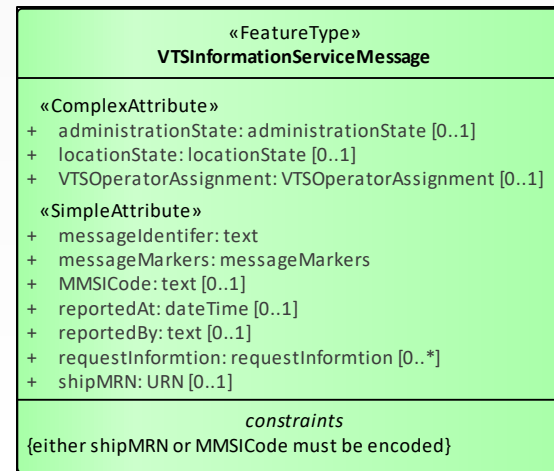 «FeatureType»
VTSInformationServiceMessage
«ComplexAttribute»
+ administrationState: administrationState [0..1]
+ locationState: locationState [0..1]
+ VTSOperatorAssignment: VTSOperatorAssignment [0..1]
«SimpleAttribute»
+ messageIdentifer: text
+ messageMarkers: messageMarkers
+ MMSICode: text [0..1]
+ reportedAt: dateTime [0..1]
+ reportedBy: text [0..1]
+ requestInformtion: requestInformtion [0..*]
+ shipMRN: URN [0..1]
constraints
{either shipMRN or MMSICode must be encoded}